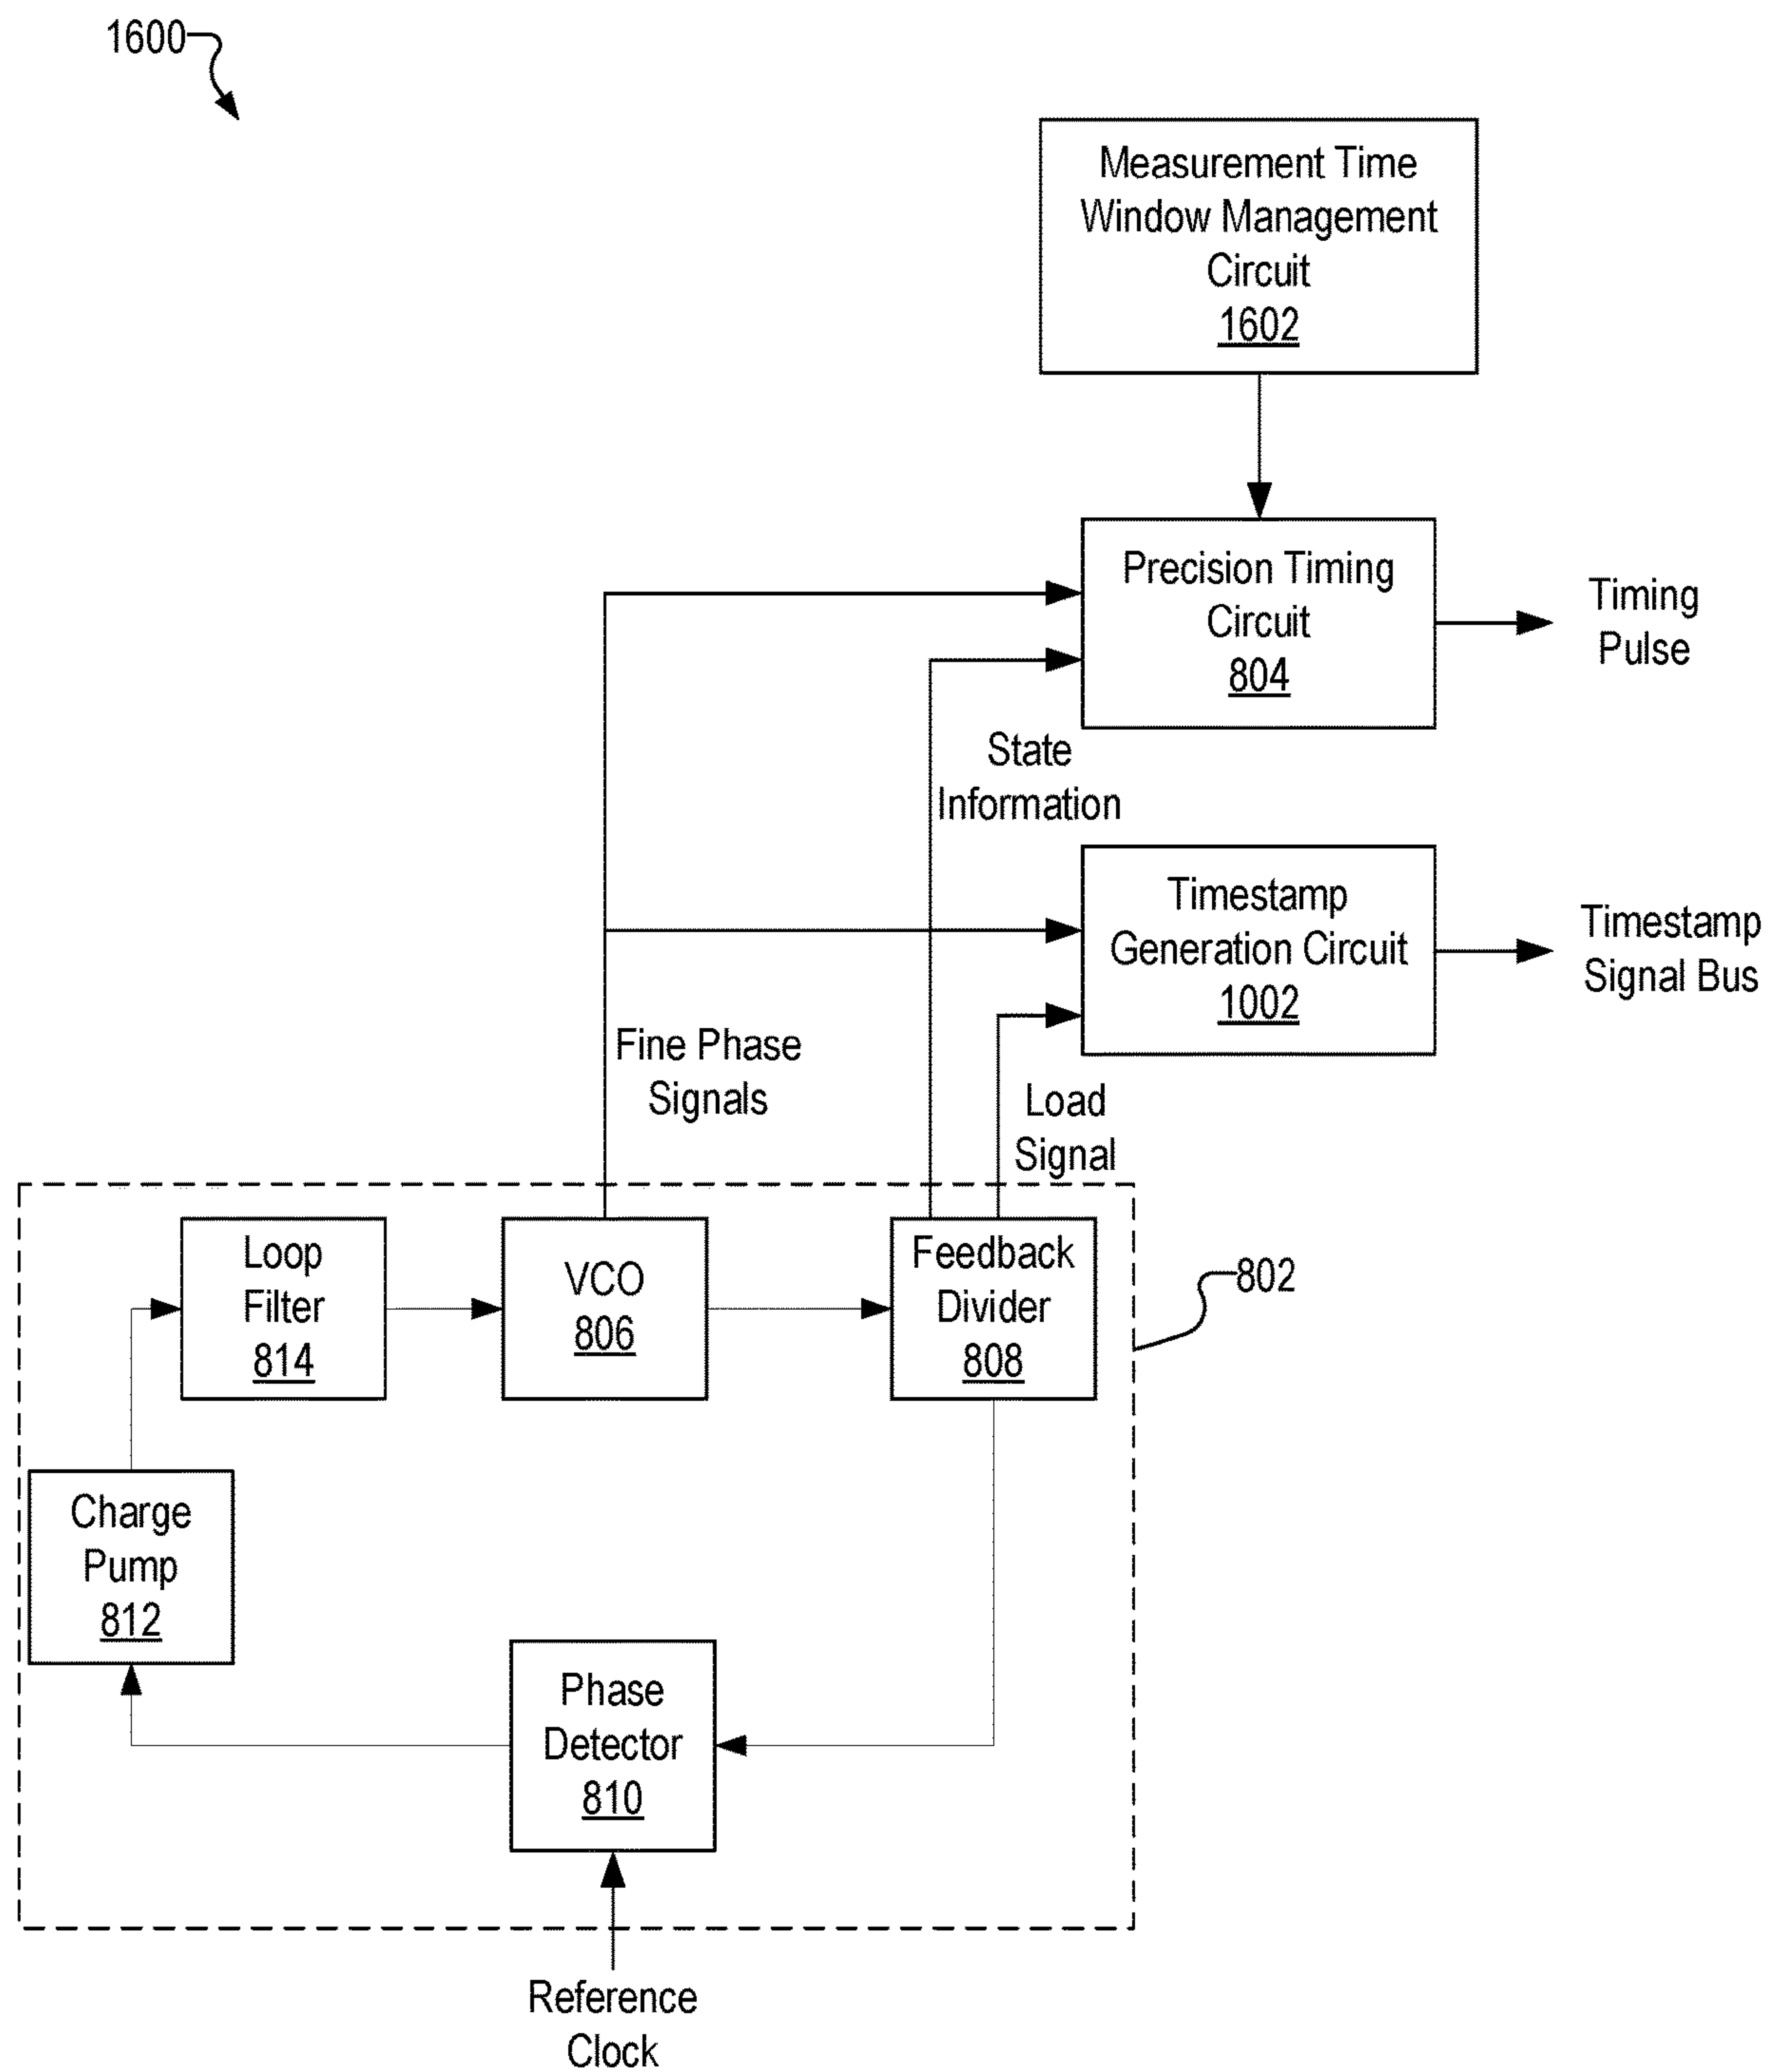 1600
Measurement Time
Window Management
Circuit
1602
Precision Timing
Circuit
804
Timing
Pulse
State
Information
Timestamp
Generation Circuit
1002
Timestamp
Signal Bus
Fine Phase
Signals
Load
Signal
Loop
Filter
814
VCO
806
Feedback
Divider
808
802
Charge
Pump
812
Phase
Detector
810
Reference
Clock